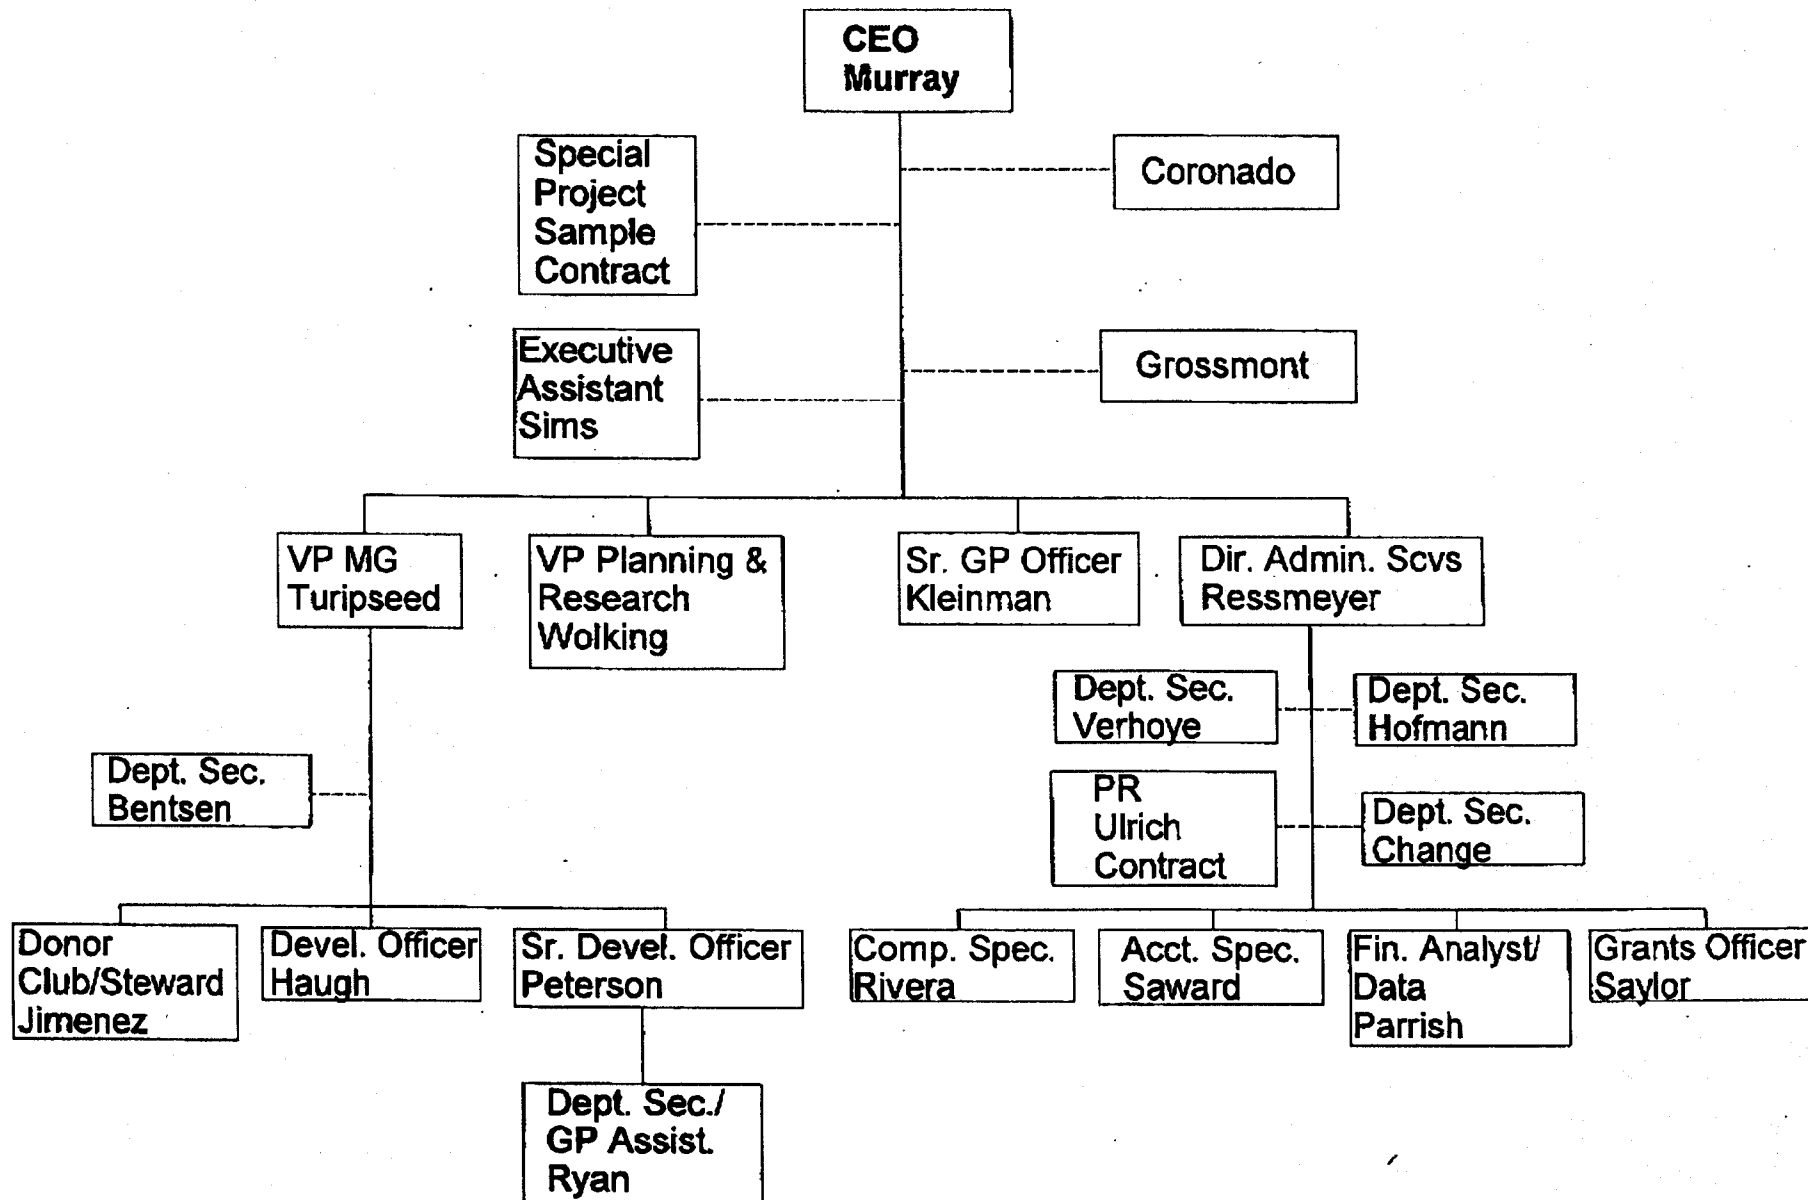 CEO
Murray
Special
Project
Sample
Contract
Coronado
Executive
Assistant
Sims
Grossmont
VP MG
Turipseed
VP Planning &
Research
Wolking
Sr. GP Officer
Kleinman
Dir. Admin. Scvs
Ressmeyer
Dept. Sec.
Verhoye
Dept. Sec.
Hofmann
Dept. Sec.
Bentsen
PR
Ulrich
Contract
Dept. Sec.
Change
Donor
Club/Steward
Jimenez
Devel. Officer
Haugh
Sr. Devel. Officer
Peterson
Comp. Spec.
Rivera
Acct. Spec.
Saward
Fin. Analyst/
Data
Parrish
Grants Officer
Saylor
Dept. Sec./
GP Assist.
Ryan